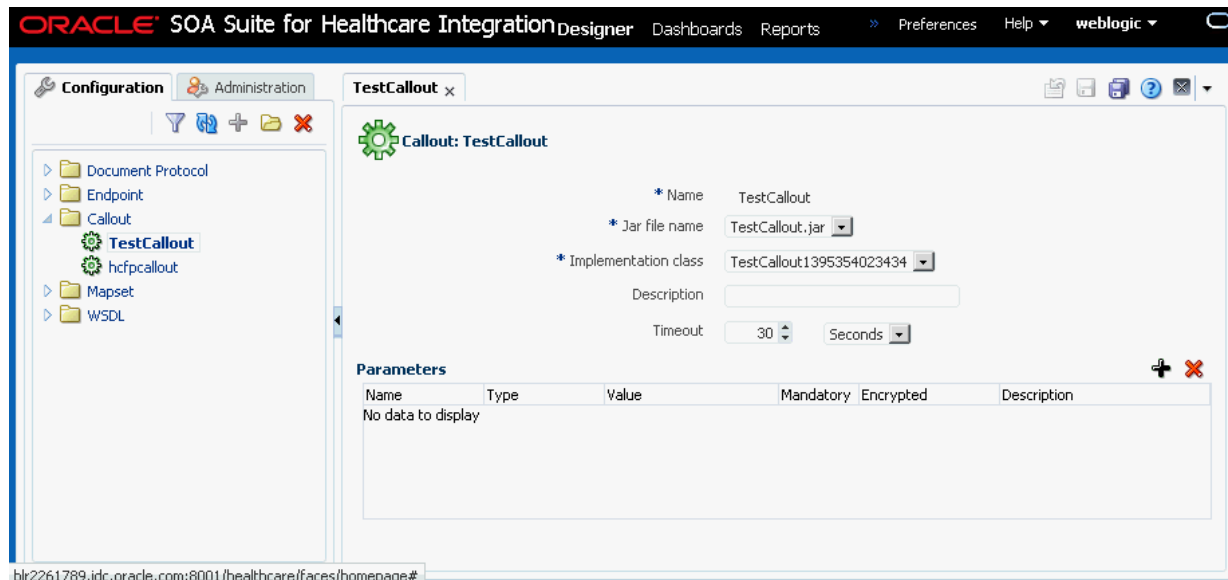 ORACLE® SOA Suite for Healthcare Integration Designer Dashboards Reports » Preferences Help weblogic
Configuration Administration
Document Protocol
Endpoint
Callout
TestCallout
hcfpcallout
Mapset
WSDL
TestCallout x
Callout: TestCallout
* Name TestCallout
* Jar file name TestCallout.jar
* Implementation class TestCallout1395354023434
Description
Timeout 30 Seconds
Parameters
Name Type Value Mandatory Encrypted Description
No data to display
blr2261789.idc.oracle.com:8001/healthcare/faces/homepage#